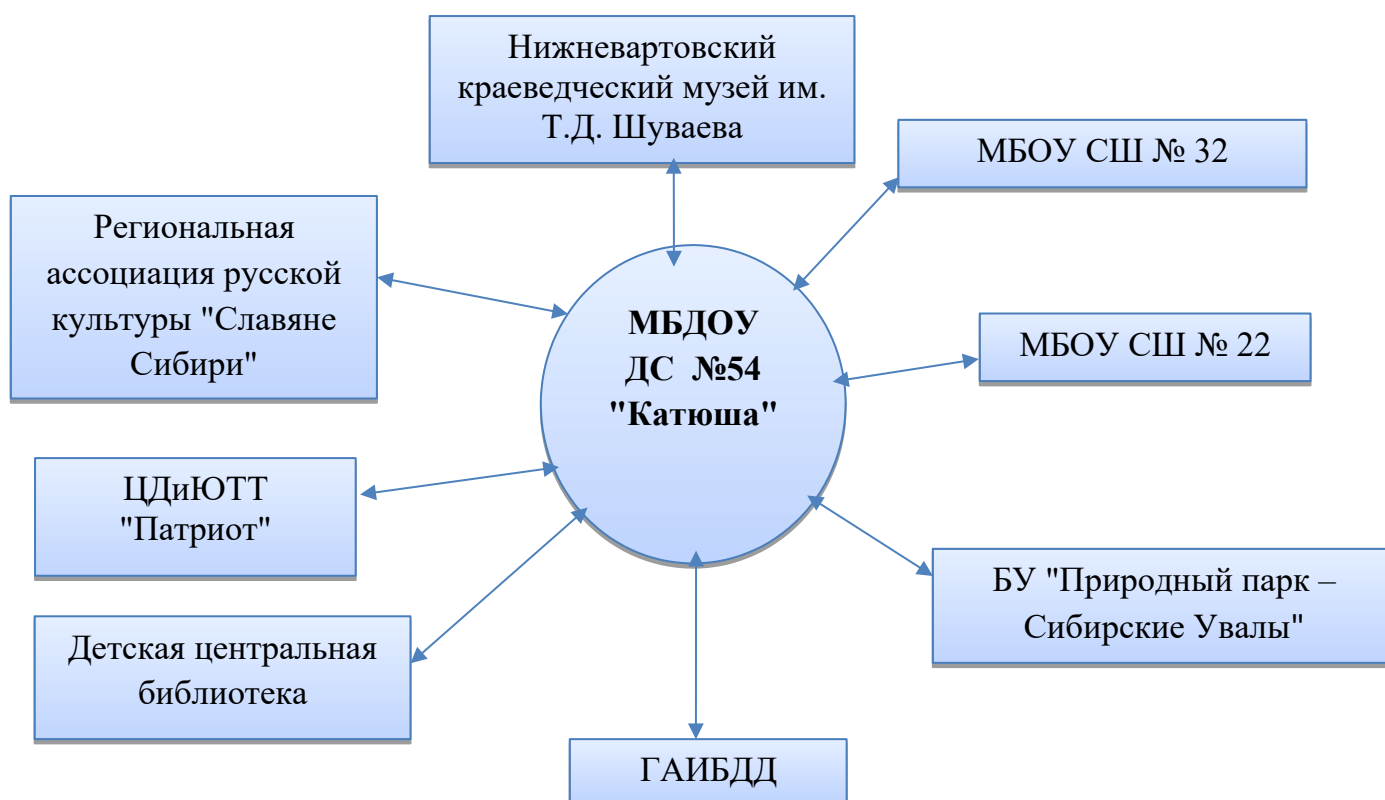 Нижневартовский
краеведческий музей им.
Т.Д. Шуваева
МБОУ СШ № 32
Региональная
ассоциация русской
культуры "Славяне
Сибири"
МБДОУ
ДС №54
"Катюша"
МБОУ СШ № 22
ЦДиЮТТ
"Патриот"
БУ "Природный парк –
Сибирские Увалы"
Детская центральная
библиотека
ГАИБДД